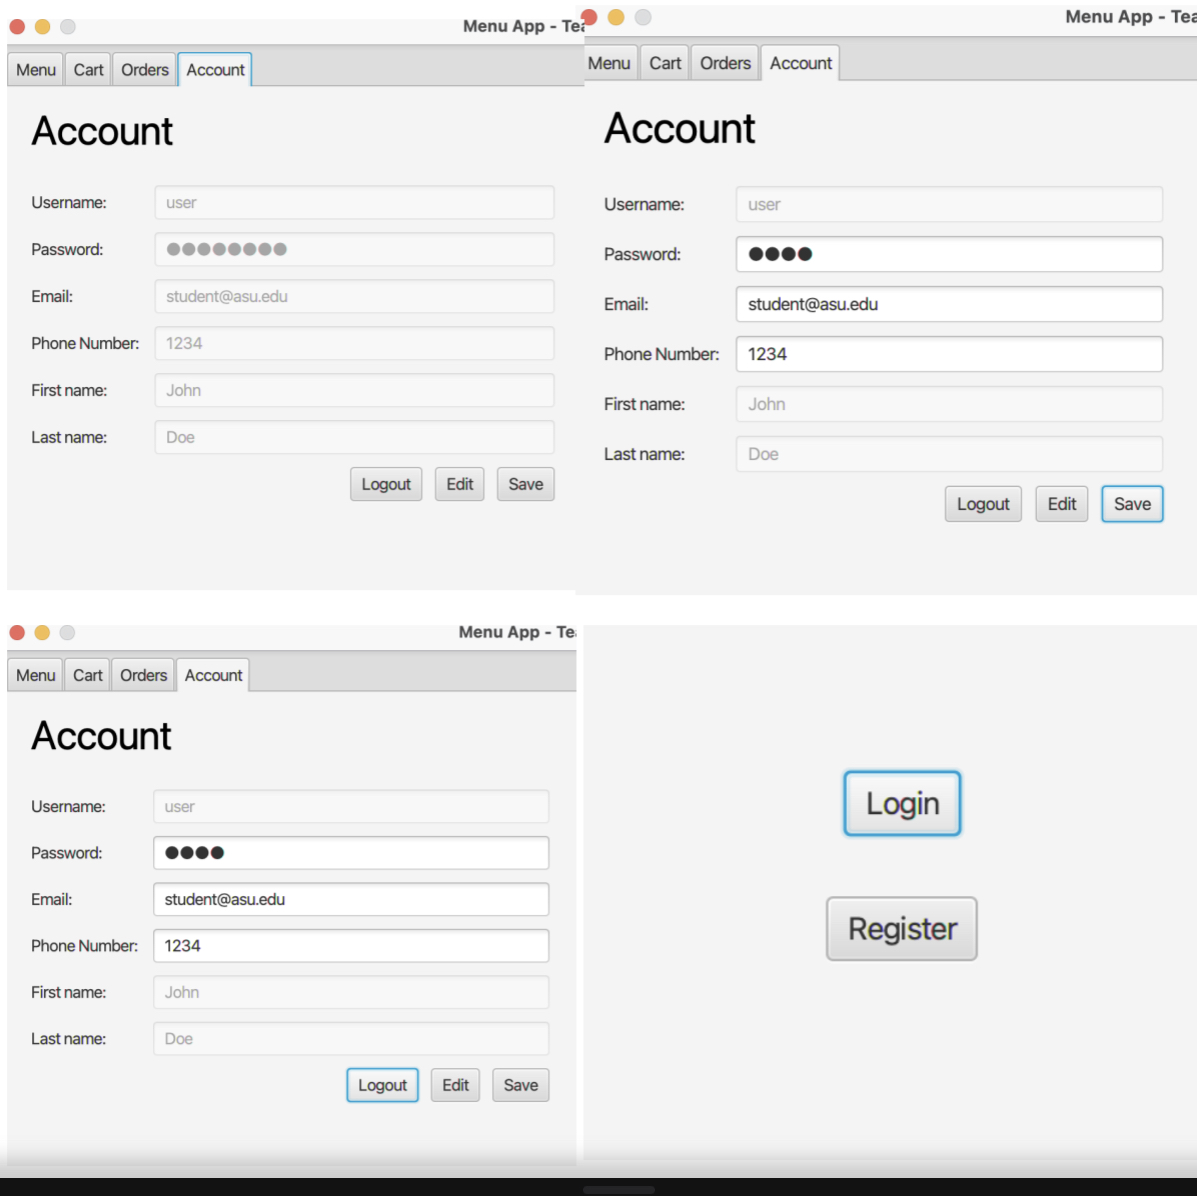 Menu App - Tea
Menu Cart Orders Account
Account
Username: user
Password: ●●●●●●●●
Email: student@asu.edu
Phone Number: 1234
First name: John
Last name: Doe
Logout Edit Save
Menu App - Tea
Menu Cart Orders Account
Account
Username: user
Password: ●●●●
Email: student@asu.edu
Phone Number: 1234
First name: John
Last name: Doe
Logout Edit Save
Menu App - Te
Menu Cart Orders Account
Account
Username: user
Password: ●●●●
Email: student@asu.edu
Phone Number: 1234
First name: John
Last name: Doe
Logout Edit Save
Login
Register